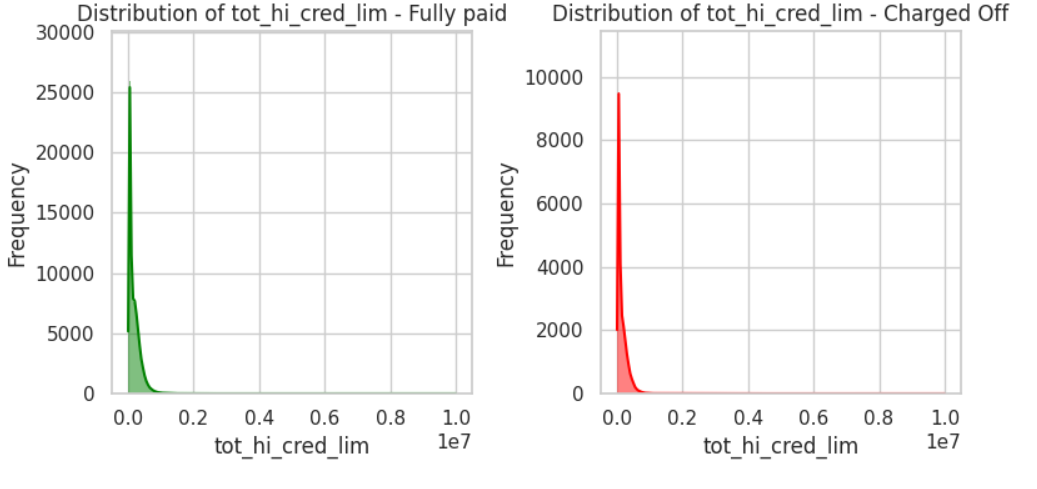 Distribution of tot_hi_cred_lim - Fully paid
30000
25000
20000
15000
10000
5000
0
Frequency
0.0 0.2 0.4 0.6 0.8 1.0
1e7
tot_hi_cred_lim
Distribution of tot_hi_cred_lim - Charged Off
10000
8000
6000
4000
2000
0
Frequency
0.0 0.2 0.4 0.6 0.8 1.0
1e7
tot_hi_cred_lim